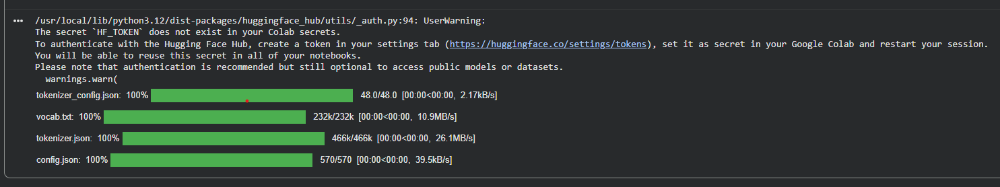 /usr/local/lib/python3.12/dist-packages/huggingface_hub/utils/_auth.py:94: UserWarning:
The secret `HF_TOKEN` does not exist in your Colab secrets.
To authenticate with the Hugging Face Hub, create a token in your settings tab (https://huggingface.co/settings/tokens), set it as secret in your Google Colab and restart your session.
You will be able to reuse this secret in all of your notebooks.
Please note that authentication is recommended but still optional to access public models or datasets.
  warnings.warn(
tokenizer_config.json: 100% 48.0/48.0 [00:00<00:00, 2.17kB/s]
vocab.txt: 100% 232k/232k [00:00<00:00, 10.9MB/s]
tokenizer.json: 100% 466k/466k [00:00<00:00, 26.1MB/s]
config.json: 100% 570/570 [00:00<00:00, 39.5kB/s]